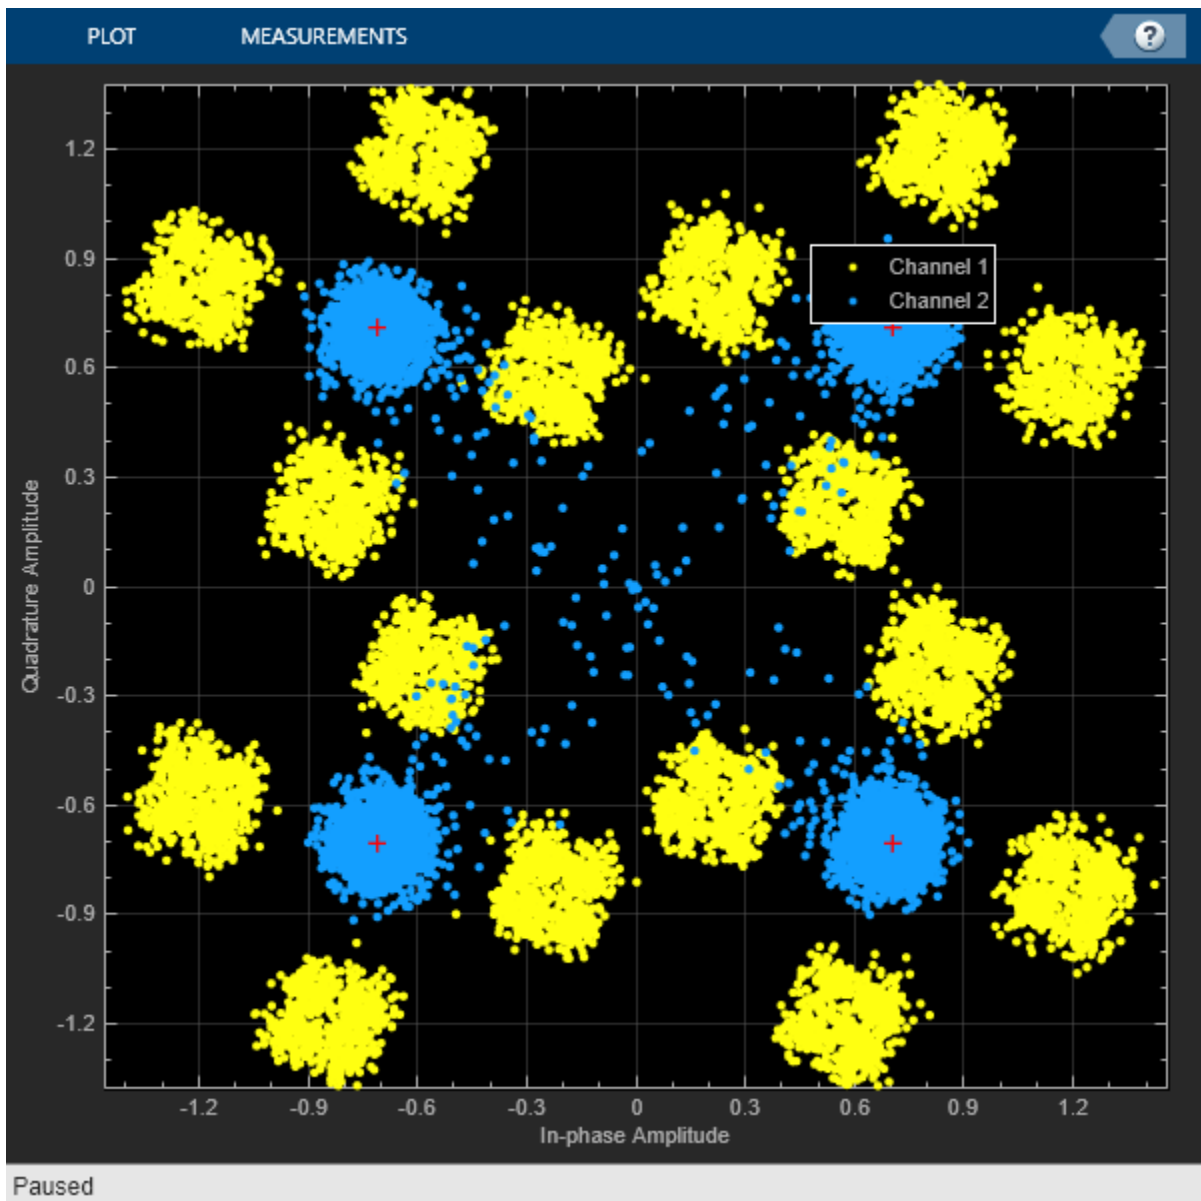 PLOT MEASUREMENTS ?
1.2
0.9
Channel 1
Channel 2
0.6
0.3
0
-0.3
-0.6
-0.9
-1.2
Quadrature Amplitude
-1.2 -0.9 -0.6 -0.3 0 0.3 0.6 0.9 1.2
In-phase Amplitude
Paused